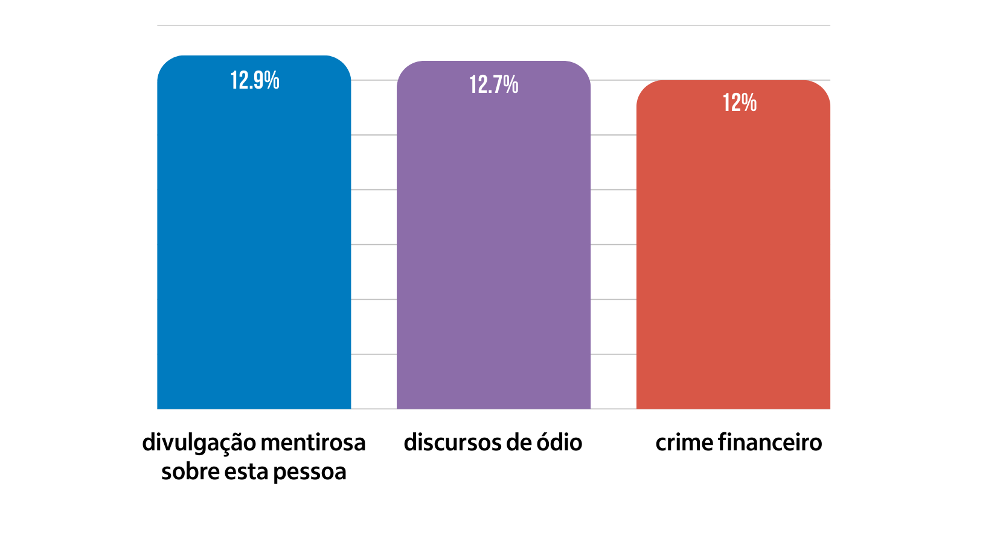 12.9%
12.7%
12%
divulgação mentirosa
sobre esta pessoa
discursos de ódio
crime financeiro